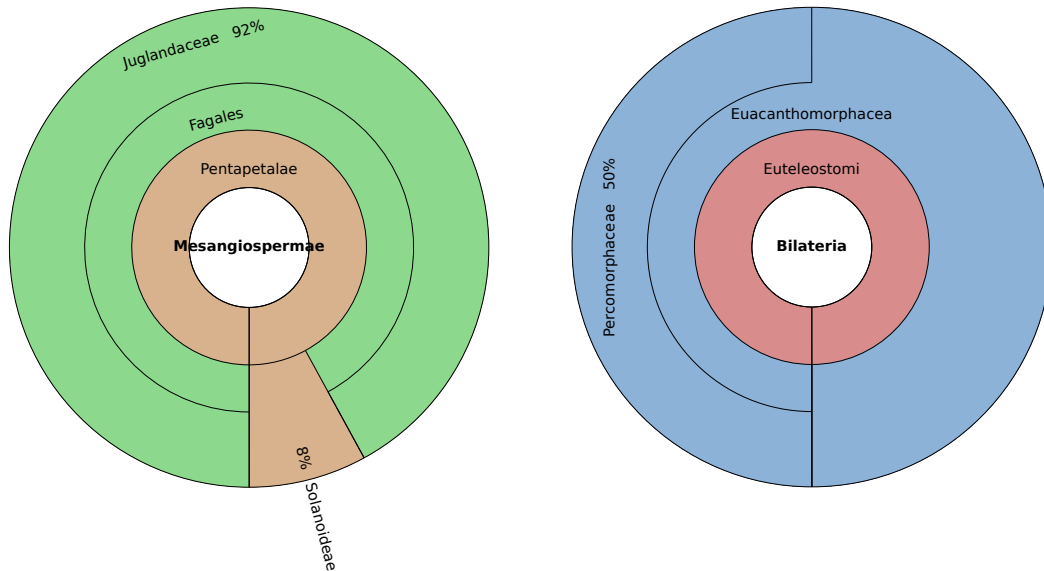 Juglandaceae 92%
Fagales
Pentapetalae
Mesangiospermae
8% Solanoideae
Euacanthomorphacea
Euteleostomi
Percomorphaceae 50%
Bilateria